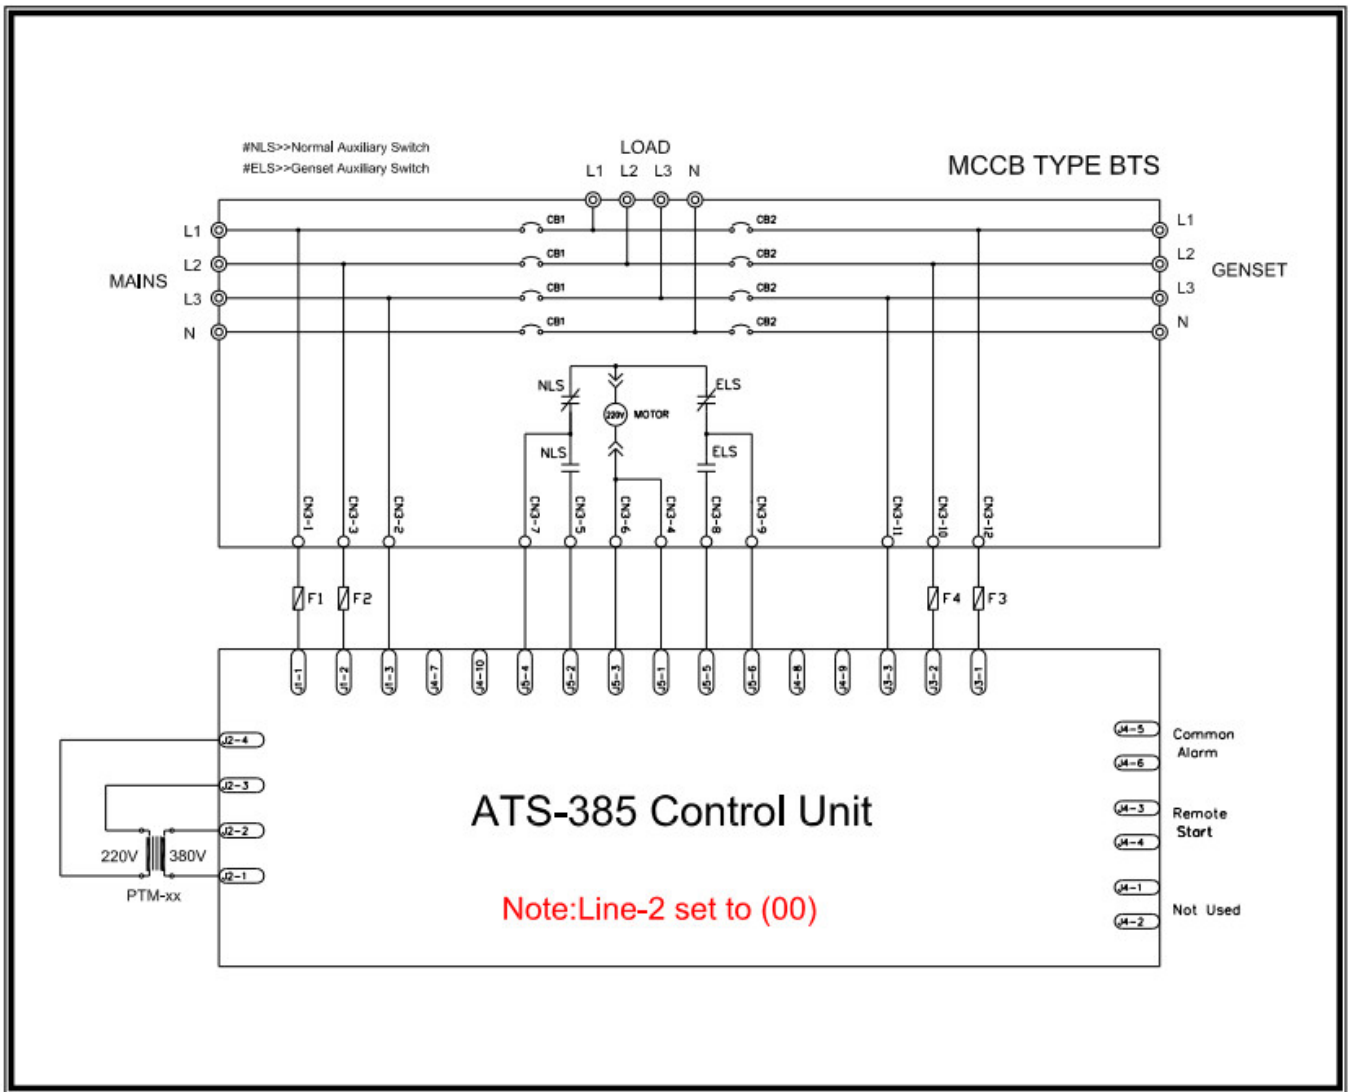 #NLS>>Normal Auxiliary Switch
#ELS>>Genset Auxiliary Switch
LOAD
L1 L2 L3 N
MCCB TYPE BTS
MAINS
L1
L2
L3
N
CB1
CB1
CB1
CB1
CB2
CB2
CB2
CB2
L1
L2
L3
N
GENSET
NLS
220V
MOTOR
ELS
NLS
ELS
CN3-1
CN3-3
CN3-2
CN3-7
CN3-5
CN3-6
CN3-4
CN3-8
CN3-9
CN3-11
CN3-10
CN3-12
F1
F2
F4
F3
J1-1
J1-2
J1-3
J4-7
J4-10
J5-4
J5-2
J5-3
J5-1
J5-5
J5-6
J4-8
J4-9
J3-3
J3-2
J3-1
J2-4
J2-3
J2-2
J2-1
220V
380V
PTM-xx
ATS-385 Control Unit
Note:Line-2 set to (00)
J4-5
J4-6
Common
Alarm
J4-3
J4-4
Remote
Start
J4-1
J4-2
Not Used